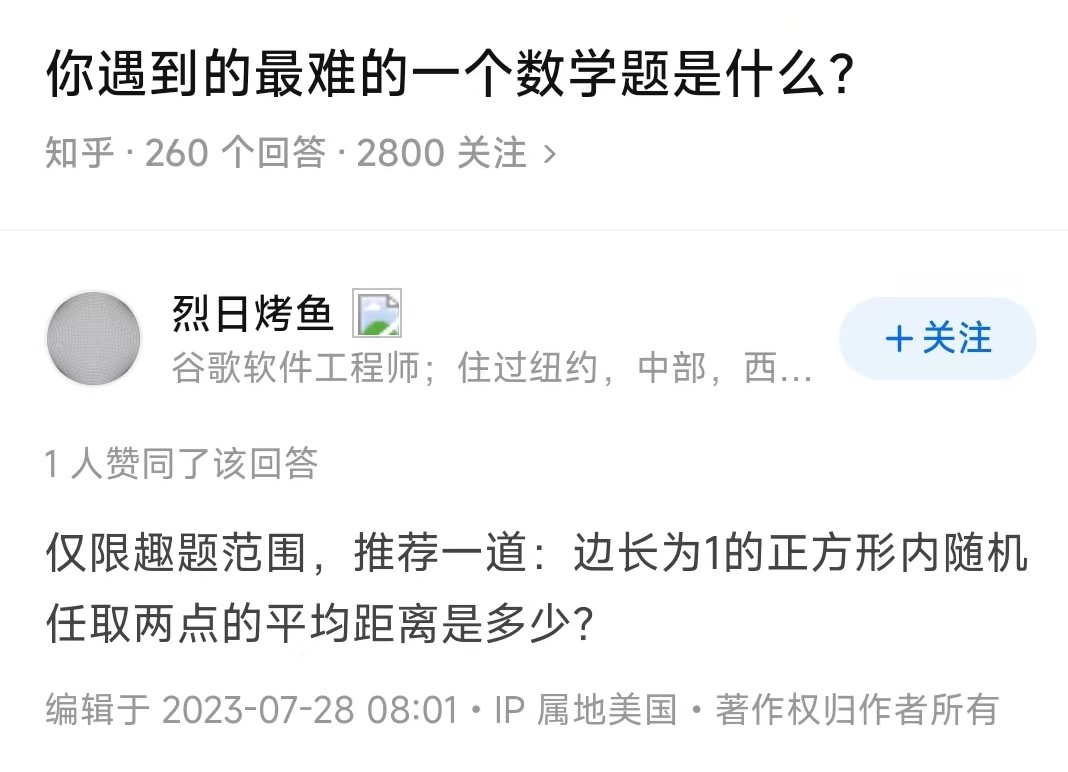 你遇到的最难的一个数学题是什么？
知乎 · 260 个回答 · 2800 关注 >
烈日烤鱼
谷歌软件工程师；住过纽约，中部，西...
+关注
1 人赞同了该回答
仅限趣题范围，推荐一道：边长为1的正方形内随机
任取两点的平均距离是多少？
编辑于 2023-07-28 08:01 · IP 属地美国 · 著作权归作者所有